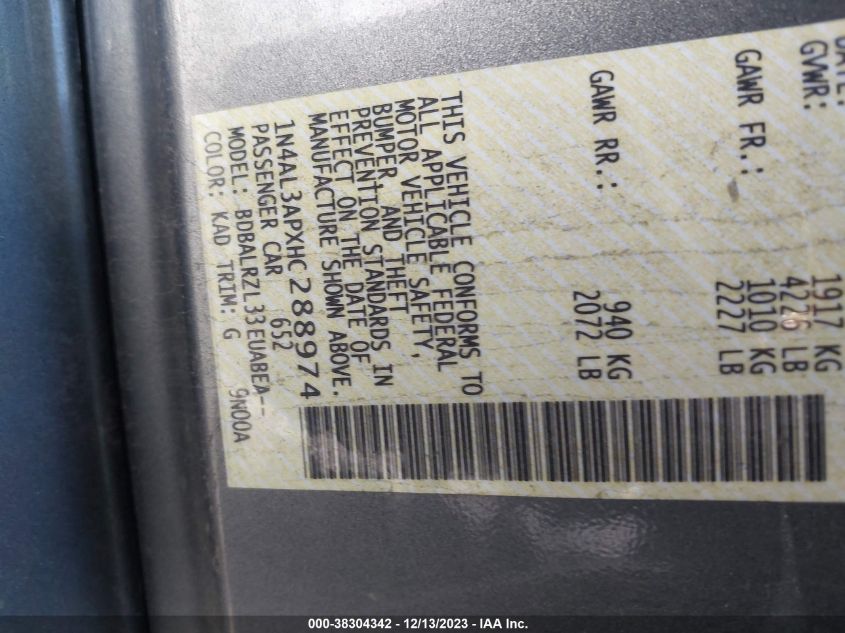 DATE:
GVWR: 1917 KG
4226 LB
GAWR FR.: 1010 KG
2227 LB
GAWR RR.: 940 KG
2072 LB
THIS VEHICLE CONFORMS TO
ALL APPLICABLE FEDERAL
MOTOR VEHICLE SAFETY,
BUMPER, AND THEFT
PREVENTION STANDARDS IN
EFFECT ON THE DATE OF
MANUFACTURE SHOWN ABOVE.
1N4AL3APXHC288974
PASSENGER CAR 652
MODEL: BDBALRZL33EUABEA--
COLOR: KAD TRIM: G 9N00A
000-38304342 - 12/13/2023 - IAA Inc.